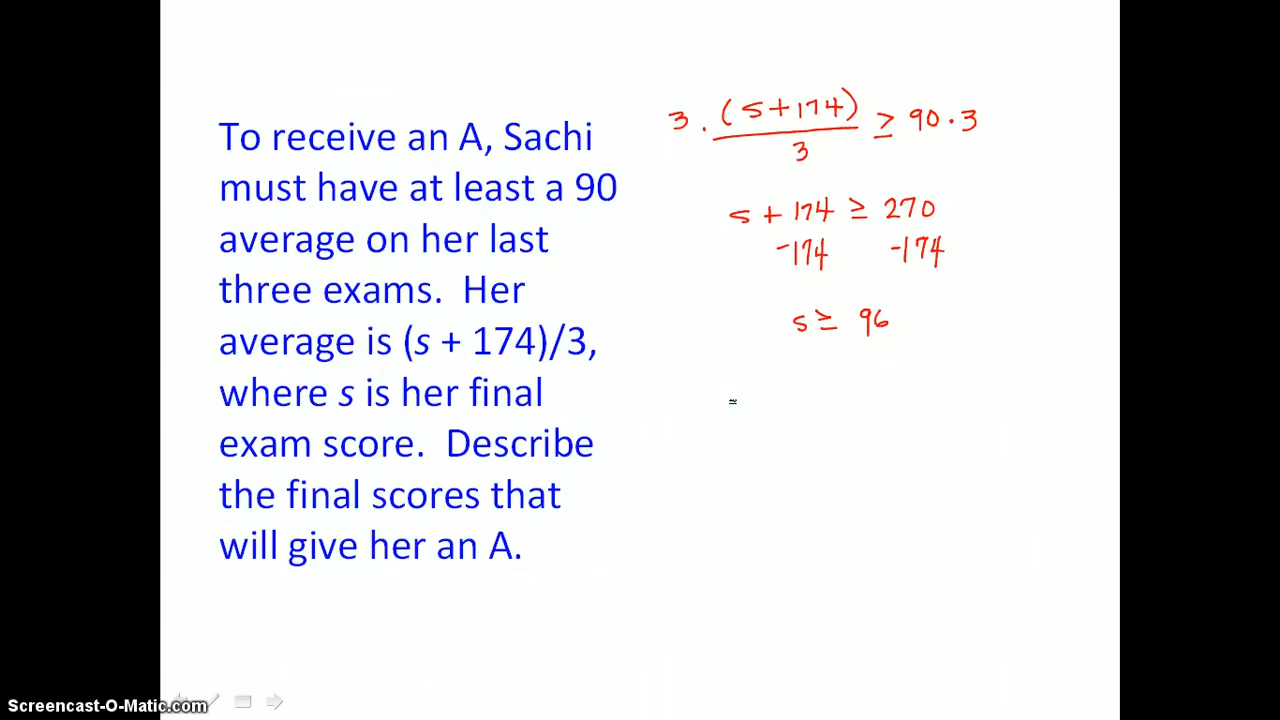 To receive an A, Sachi
must have at least a 90
average on her last
three exams.  Her
average is (s + 174)/3,
where s is her final
exam score.  Describe
the final scores that
will give her an A.
3 · (s+174)/3 ≥ 90·3
s + 174 ≥ 270
-174 -174
s ≥ 96
Screencast-O-Matic.com